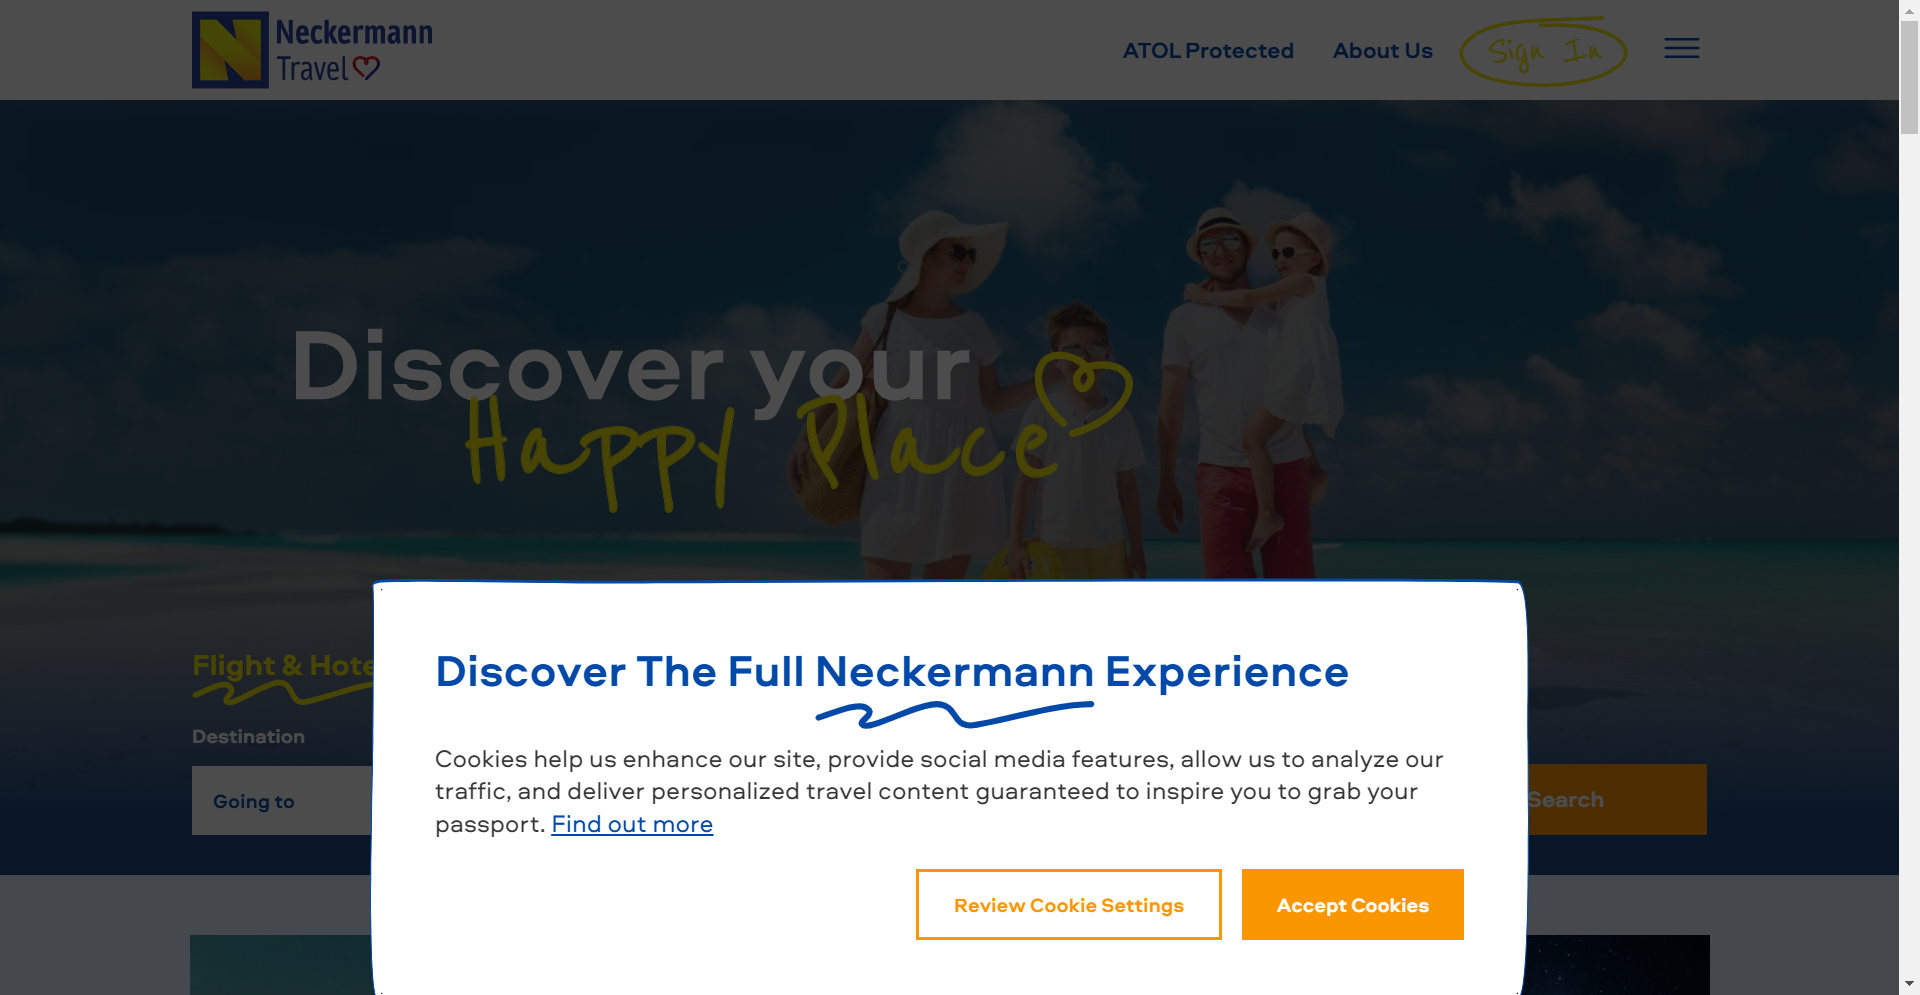 Neckermann
Travel
ATOL Protected
About Us
Sign In
Discover your
Happy Place
Flight & Hote
Destination
Going to
Search
Discover The Full Neckermann Experience
Cookies help us enhance our site, provide social media features, allow us to analyze our
traffic, and deliver personalized travel content guaranteed to inspire you to grab your
passport. Find out more
Review Cookie Settings
Accept Cookies